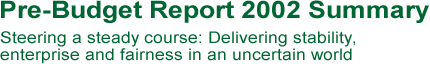 Pre-Budget Report 2002 Summary
Steering a steady course: Delivering stability,
enterprise and fairness in an uncertain world